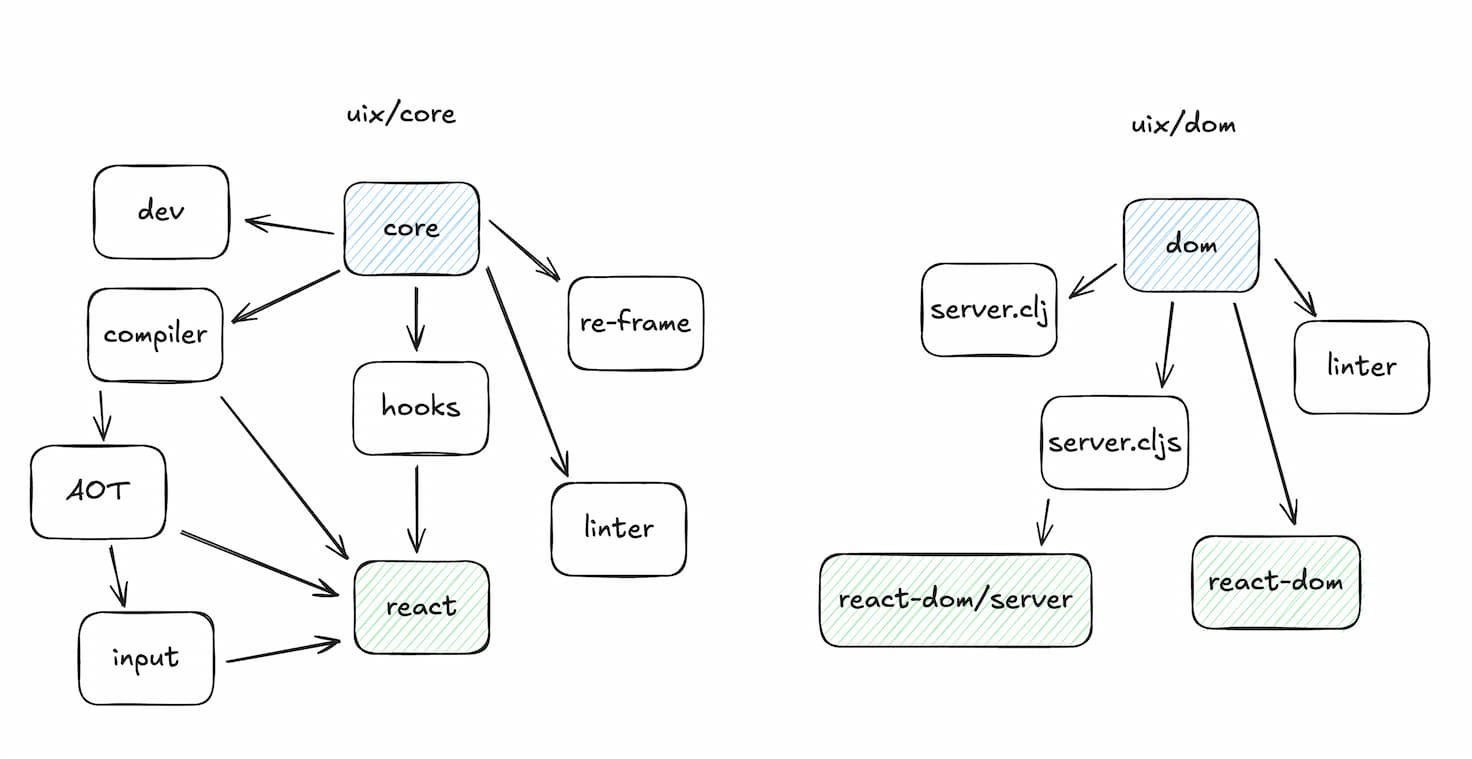 uix/core
dev
core
compiler
re-frame
hooks
AOT
linter
react
input
uix/dom
dom
server.clj
linter
server.cljs
react-dom/server
react-dom